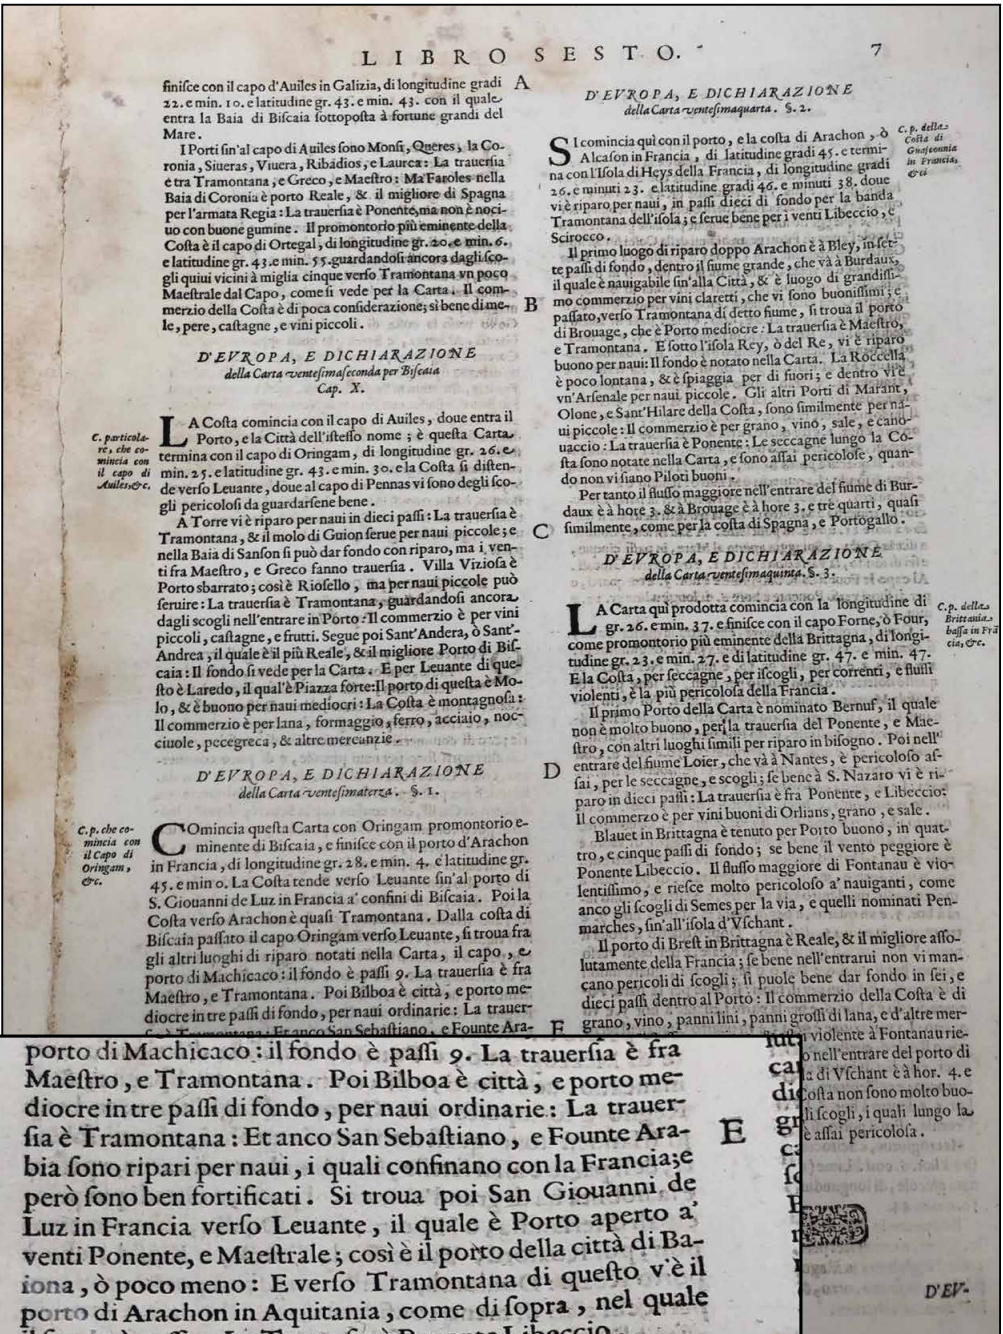 LIBRO SESTO.
7
finiſce con il capo d'Auiles in Galizia, di longitudine gradi
22. e min. 10. e latitudine gr. 43. e min. 43. con il quale
entra la Baia di Biſcaia ſottopoſta à fortune grandi del
Mare.
I Porti ſin'al capo di Auiles ſono Monſi, Queres, la Co-
ronia, Siueras, Viuera, Ribadios, e Laurca: La trauerſia
è tra Tramontana, e Greco, e Maeſtro: Ma Faroles nella
Baia di Coronia è porto Reale, & il migliore di Spagna
per l'armata Regia: La trauerſia è Ponente, ma non è noci-
uo con buone gumine. Il promontorio più eminente della
Coſta è il capo di Ortegal, di longitudine gr. 20. e min. 6.
e latitudine gr. 43. e min. 55. guardandoſi ancora dagli ſco-
gli quiui vicini à miglia cinque verſo Tramontana vn poco
Maeſtrale dal Capo, come ſi vede per la Carta. Il com-
merzio della Coſta è di poca conſiderazione; sì bene di me-
le, pere, caſtagne, e vini piccoli.
D'EVROPA, E DICHIARAZIONE
della Carta venteſimaſeconda per Biſcaia
Cap. X.
C. particola-
re, che co-
mincia con
il capo di
Auiles, &c.
LA Coſta comincia con il capo di Auiles, doue entra il
Porto, e la Città dell'iſteſſo nome; è queſta Carta
termina con il capo di Oringam, di longitudine gr. 26. e
min. 25. e latitudine gr. 43. e min. 30. e la Coſta ſi diſten-
de verſo Leuante, doue al capo di Pennas vi ſono degli ſco-
gli pericoloſi da guardarſene bene.
A Torre vi è riparo per naui in dieci paſſi: La trauerſia è
Tramontana, & il molo di Guion ſerue per naui piccole; e
nella Baia di Sanſon ſi può dar fondo con riparo, ma i ven-
ti fra Maeſtro, e Greco fanno trauerſia. Villa Vizioſa è
Porto sbarrato; così è Rioſello, ma per naui piccole può
ſeruire: La trauerſia è Tramontana, guardandoſi ancora
dagli ſcogli nell'entrare in Porto: Il commerzio è per vini
piccoli, caſtagne, e frutti. Segue poi Sant'Andera, ò Sant'-
Andrea, il quale è il più Reale, & il migliore Porto di Biſ-
caia: Il fondo ſi vede per la Carta. E per Leuante di que-
ſto è Laredo, il qual'è Piazza forte: Il porto di queſta è Mo-
lo, & è buono per naui mediocri: La Coſta è montagnoſa:
Il commerzio è per lana, formaggio, ferro, acciaio, noc-
ciuole, pecegreca, & altre mercanzie.
D'EVROPA, E DICHIARAZIONE
della Carta venteſimaterza. §. 1.
C. p. che co-
mincia con
il Capo di
Oringam,
&c.
COmincia queſta Carta con Oringam promontorio e-
minente di Biſcaia, e finiſce con il porto d'Arachon
in Francia, di longitudine gr. 28. e min. 4. e latitudine gr.
45. e min 0. La Coſta tende verſo Leuante ſin'al porto di
S. Giouanni de Luz in Francia a' confini di Biſcaia. Poi la
Coſta verſo Arachon è quaſi Tramontana. Dalla coſta di
Biſcaia paſſato il capo Oringam verſo Leuante, ſi troua fra
gli altri luoghi di riparo notati nella Carta, il capo, e
porto di Machicaco: il fondo è paſſi 9. La trauerſia è fra
Maeſtro, e Tramontana. Poi Bilboa è città, e porto me-
diocre in tre paſſi di fondo, per naui ordinarie: La trauer-
ſia è Tramontana: Et anco San Sebaſtiano, e Founte Ara-
A
B
C
D
E
D'EVROPA, E DICHIARAZIONE
della Carta venteſimaquarta. §. 2.
C. p. della
Coſta di
Guaſconnia
in Francia,
&c
SI comincia quì con il porto, e la coſta di Arachon, ò
Alcaſon in Francia, di latitudine gradi 45. e termi-
na con l'Iſola di Heys della Francia, di longitudine gradi
26. e minuti 23. e latitudine gradi 46. e minuti 38. doue
vi è riparo per naui, in paſſi dieci di fondo per la banda
Tramontana dell'iſola; e ſerue bene per i venti Libeccio, e
Scirocco.
Il primo luogo di riparo doppo Arachon è à Bley, in ſet-
te paſſi di fondo, dentro il fiume grande, che và à Burdaux,
il quale è nauigabile ſin'alla Città, & è luogo di grandiſſi-
mo commerzio per vini claretti, che vi ſono buoniſſimi; e
paſſato, verſo Tramontana di detto fiume, ſi troua il porto
di Brouage, che è Porto mediocre: La trauerſia è Maeſtro,
e Tramontana. E ſotto l'iſola Rey, ò del Re, vi è riparo
buono per naui: Il fondo è notato nella Carta. La Roccella
è poco lontana, & è ſpiaggia per di fuori; e dentro vi è
vn'Arſenale per naui piccole. Gli altri Porti di Marant,
Olone, e Sant'Hilare della Coſta, ſono ſimilmente per na-
ui piccole: Il commerzio è per grano, vino, sale, e cano-
uaccio: La trauerſia è Ponente: Le ſeccagne lungo la Co-
ſta ſono notate nella Carta, e ſono aſſai pericoloſe, quan-
do non vi ſiano Piloti buoni.
Per tanto il fluſſo maggiore nell'entrare del fiume di Bur-
daux è à hore 3. & à Brouage è à hore 3. e tre quarti, quaſi
ſimilmente, come per la coſta di Spagna, e Portogallo.
D'EVROPA, E DICHIARAZIONE
della Carta venteſimaquinta. §. 3.
C. p. della
Brittania
baſſa in Frã
cia, &c.
LA Carta quì prodotta comincia con la longitudine di
gr. 26. e min. 37. e finiſce con il capo Forne, ò Four,
come promontorio più eminente della Brittagna, di longi-
tudine gr. 23. e min. 27. e di latitudine gr. 47. e min. 47.
E la Coſta, per ſeccagne, per iſcogli, per correnti, e fluſſi
violenti, è la più pericoloſa della Francia.
Il primo Porto della Carta è nominato Bernuf, il quale
non è molto buono, per la trauerſia del Ponente, e Mae-
ſtro, con altri luoghi ſimili per riparo in biſogno. Poi nell'
entrare del fiume Loier, che và à Nantes, è pericoloſo aſ-
ſai, per le ſeccagne, e scogli; ſe bene à S. Nazaro vi è ri-
paro in dieci paſſi: La trauerſia è fra Ponente, e Libeccio:
Il commerzio è per vini buoni di Orlians, grano, e sale.
Blauet in Brittagna è tenuto per Porto buono, in quat-
tro, e cinque paſſi di fondo; se bene il vento peggiore è
Ponente Libeccio. Il fluſſo maggiore di Fontanau è vio-
lentiſſimo, e rieſce molto pericoloſo a' nauiganti, come
anco gli ſcogli di Semes per la via, e quelli nominati Pen-
marches, ſin'all'iſola d'Vſchant.
Il porto di Breſt in Brittagna è Reale, & il migliore aſſo-
lutamente della Francia; ſe bene nell'entrarui non vi man-
cano pericoli di ſcogli; ſi puole bene dar fondo in ſei, e
dieci paſſi dentro al Porto: Il commerzio della Coſta è di
grano, vino, panni lini, panni groſſi di lana, e d'altre mer-
violente à Fontanau rie-
nell'entrare del porto di
di Vſchant è à hor. 4. e
oſta non ſono molto buo-
li ſcogli, i quali lungo la
è aſſai pericoloſa.
D'EV-
porto di Machicaco: il fondo è paſſi 9. La trauerſia è fra
Maeſtro, e Tramontana. Poi Bilboa è città, e porto me-
diocre in tre paſſi di fondo, per naui ordinarie: La trauer-
ſia è Tramontana: Et anco San Sebaſtiano, e Founte Ara-
bia ſono ripari per naui, i quali confinano con la Francia; e
però ſono ben fortificati. Si troua poi San Giouanni de
Luz in Francia verſo Leuante, il quale è Porto aperto a'
venti Ponente, e Maeſtrale; così è il porto della città di Ba-
iona, ò poco meno: E verſo Tramontana di queſto v'è il
porto di Arachon in Aquitania, come di ſopra, nel quale
E